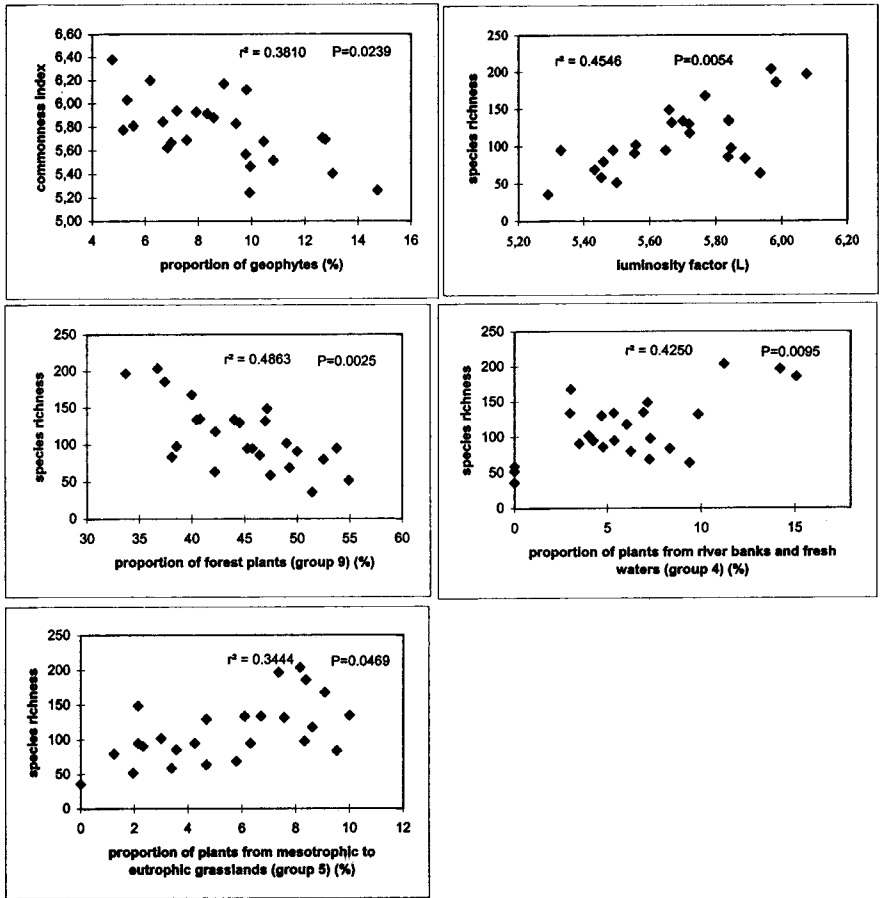 r² = 0.3810 P=0.0239
commonness index
6,60
6,40
6,20
6,00
5,80
5,60
5,40
5,20
5,00
4 6 8 10 12 14 16
proportion of geophytes (%)
r² = 0.4546 P=0.0054
species richness
250
200
150
100
50
0
5,20 5,40 5,60 5,80 6,00 6,20
luminosity factor (L)
r² = 0.4863 P=0.0025
species richness
250
200
150
100
50
0
30 35 40 45 50 55 60
proportion of forest plants (group 9) (%)
r² = 0.4250 P=0.0095
species richness
250
200
150
100
50
0
0 5 10 15
proportion of plants from river banks and fresh
waters (group 4) (%)
r² = 0.3444 P=0.0469
species richness
250
200
150
100
50
0
0 2 4 6 8 10 12
proportion of plants from mesotrophic to
eutrophic grasslands (group 5) (%)